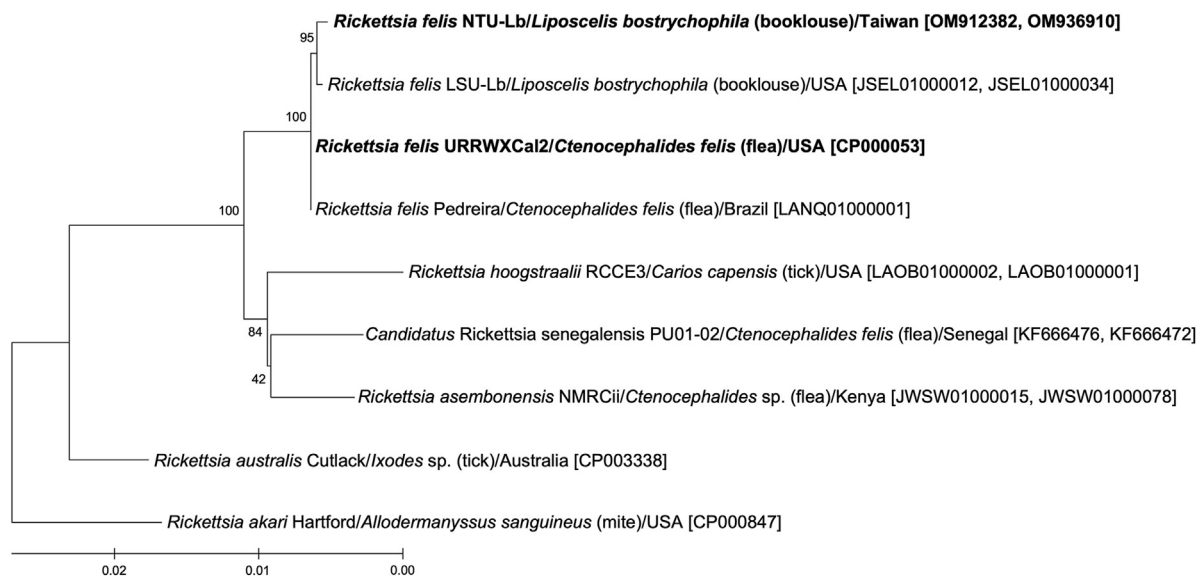 Rickettsia felis NTU-Lb/Liposcelis bostrychophila (booklouse)/Taiwan [OM912382, OM936910]
95
Rickettsia felis LSU-Lb/Liposcelis bostrychophila (booklouse)/USA [JSEL01000012, JSEL01000034]
100
Rickettsia felis URRWXCal2/Ctenocephalides felis (flea)/USA [CP000053]
100
Rickettsia felis Pedreira/Ctenocephalides felis (flea)/Brazil [LANQ01000001]
Rickettsia hoogstraalii RCCE3/Carios capensis (tick)/USA [LAOB01000002, LAOB01000001]
84
Candidatus Rickettsia senegalensis PU01-02/Ctenocephalides felis (flea)/Senegal [KF666476, KF666472]
42
Rickettsia asembonensis NMRCii/Ctenocephalides sp. (flea)/Kenya [JWSW01000015, JWSW01000078]
Rickettsia australis Cutlack/Ixodes sp. (tick)/Australia [CP003338]
Rickettsia akari Hartford/Allodermanyssus sanguineus (mite)/USA [CP000847]
0.02 0.01 0.00